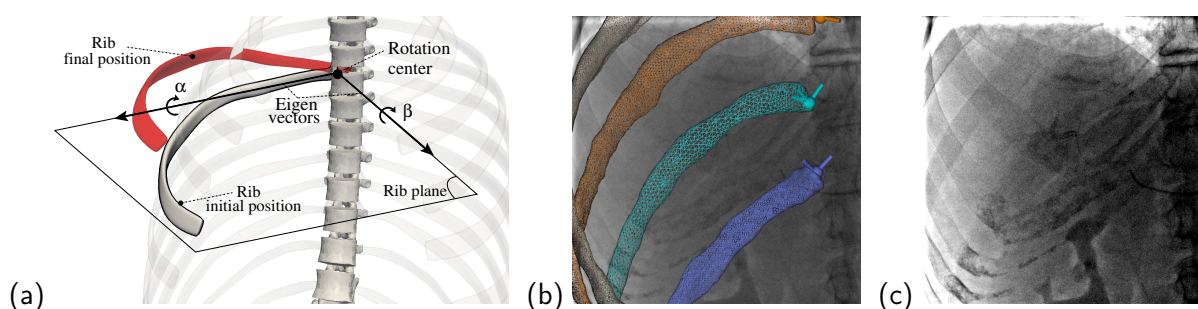 Rib
final position
Rotation
center
α
Eigen
vectors
β
Rib plane
Rib
initial position
(a)
(b)
(c)